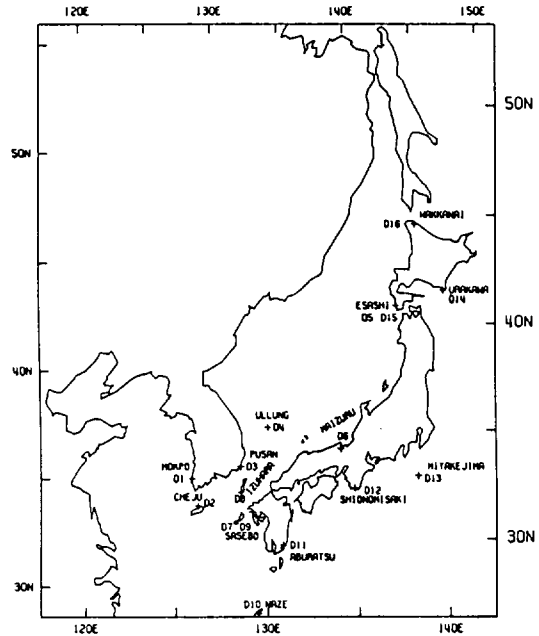 120E 130E 140E 150E
50N
50N
WAKKANAI
D16
URAKAWA
D14
ESASHI
D5 D15
40N
40N
ULLUNG
D4
MAIZURU
D6
PUSAN
D3
MOKPO
D1
IZUHARA
D8
CHEJU
D2
MIYAKEJIMA
D13
D12
SHIONOMISAKI
D7 D9
SASEBO
D11
ABURATSU
30N
30N
D10 NAZE
120E 130E 140E